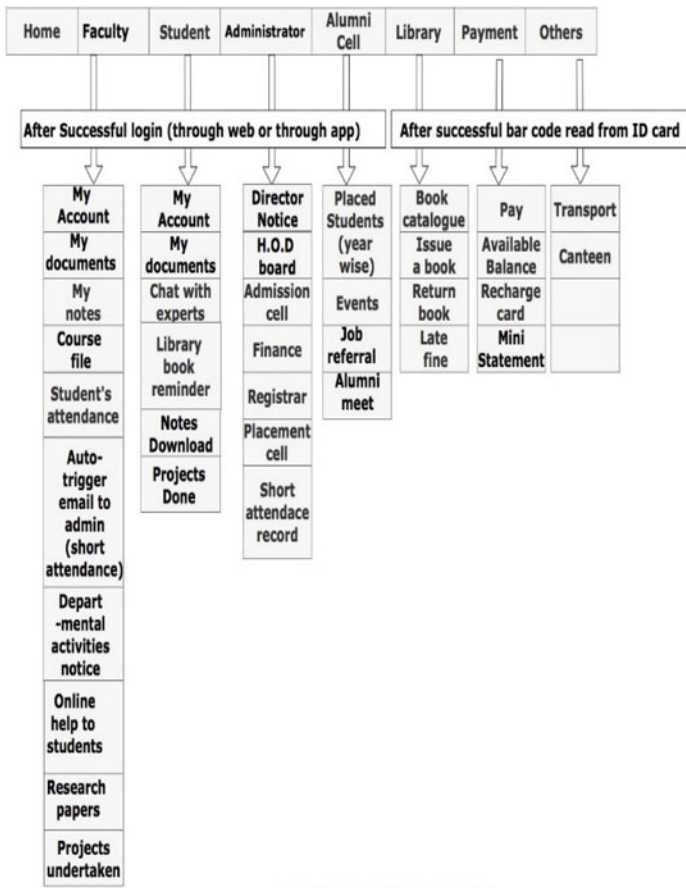 Home Faculty Student Administrator Alumni Cell Library Payment Others
After Successful login (through web or through app)
After successful bar code read from ID card
My
Account
My
documents
My
notes
Course
file
Student's
attendance
Auto-
trigger
email to
admin
(short
attendance)
Depart
-mental
activities
notice
Online
help to
students
Research
papers
Projects
undertaken
My
Account
My
documents
Chat with
experts
Library
book
reminder
Notes
Download
Projects
Done
Director
Notice
H.O.D
board
Admission
cell
Finance
Registrar
Placement
cell
Short
attendace
record
Placed
Students
(year
wise)
Events
Job
referral
Alumni
meet
Book
catalogue
Issue
a book
Return
book
Late
fine
Pay
Available
Balance
Recharge
card
Mini
Statement
Transport
Canteen